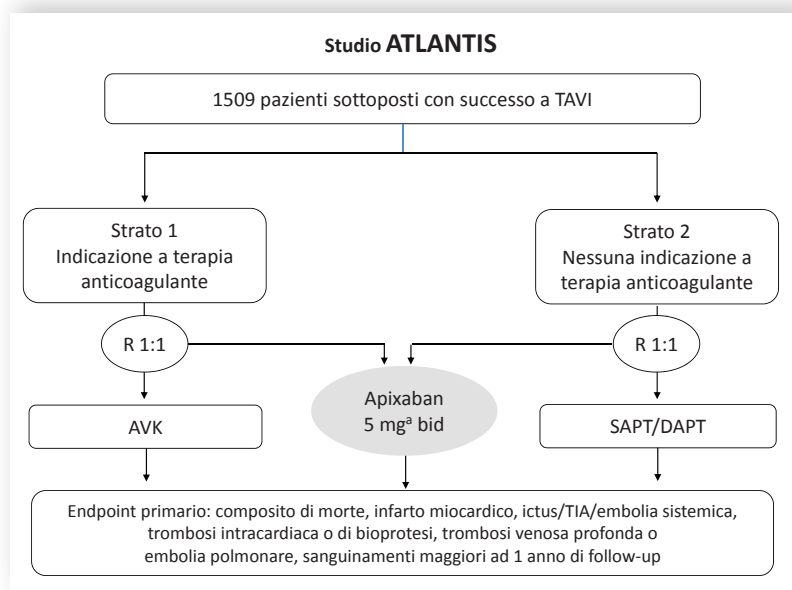 Studio ATLANTIS
1509 pazienti sottoposti con successo a TAVI
Strato 1
Indicazione a terapia
anticoagulante
Strato 2
Nessuna indicazione a
terapia anticoagulante
R 1:1
R 1:1
Apixaban
5 mgᵃ bid
AVK
SAPT/DAPT
Endpoint primario: composito di morte, infarto miocardico, ictus/TIA/embolia sistemica,
trombosi intracardiaca o di bioprotesi, trombosi venosa profonda o
embolia polmonare, sanguinamenti maggiori ad 1 anno di follow-up